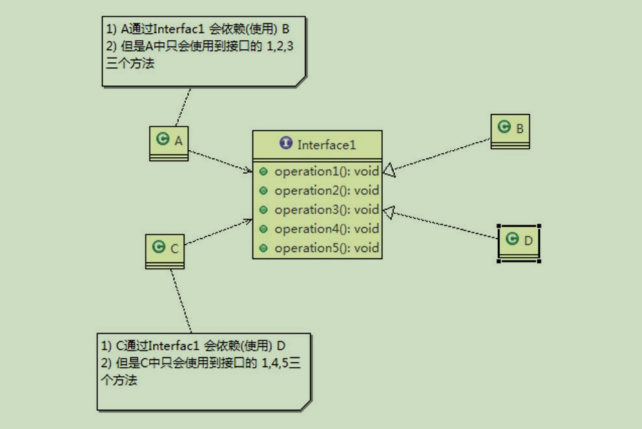 1) A通过Interfac1 会依赖(使用) B
2) 但是A中只会使用到接口的 1,2,3
三个方法
C A
I Interface1
operation1(): void
operation2(): void
operation3(): void
operation4(): void
operation5(): void
C B
C C
C D
1) C通过Interfac1 会依赖(使用) D
2) 但是C中只会使用到接口的 1,4,5三
个方法